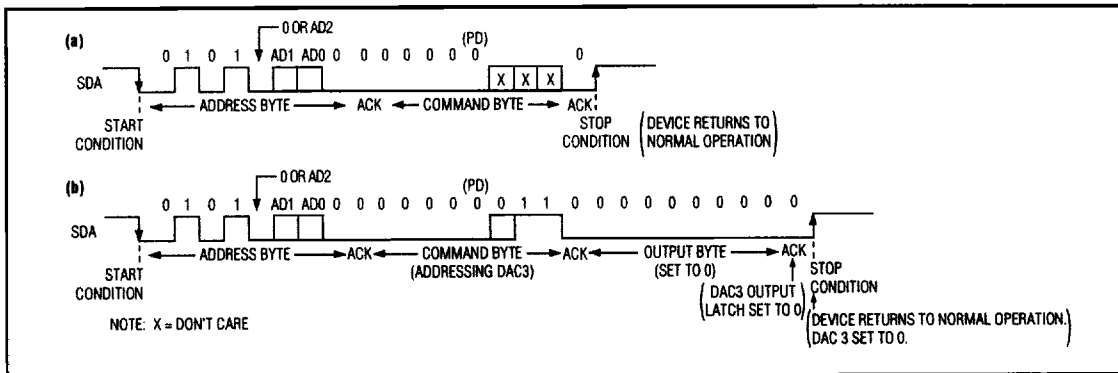 (a)
0 OR AD2
(PD)
0 1 0 1 AD1 AD0 0 0 0 0 0 0 0 0
SDA
X X X
ADDRESS BYTE ACK COMMAND BYTE ACK
START CONDITION
STOP CONDITION
(DEVICE RETURNS TO NORMAL OPERATION)
(b)
0 OR AD2
(PD)
0 1 0 1 AD1 AD0 0 0 0 0 0 0 0 0 1 1 0 0 0 0 0 0 0 0 0 0
SDA
ADDRESS BYTE ACK COMMAND BYTE ACK OUTPUT BYTE ACK
(ADDRESSING DAC3) (SET TO 0)
START CONDITION
STOP CONDITION
(DAC3 OUTPUT LATCH SET TO 0)
(DEVICE RETURNS TO NORMAL OPERATION. DAC 3 SET TO 0.)
NOTE: X = DON'T CARE